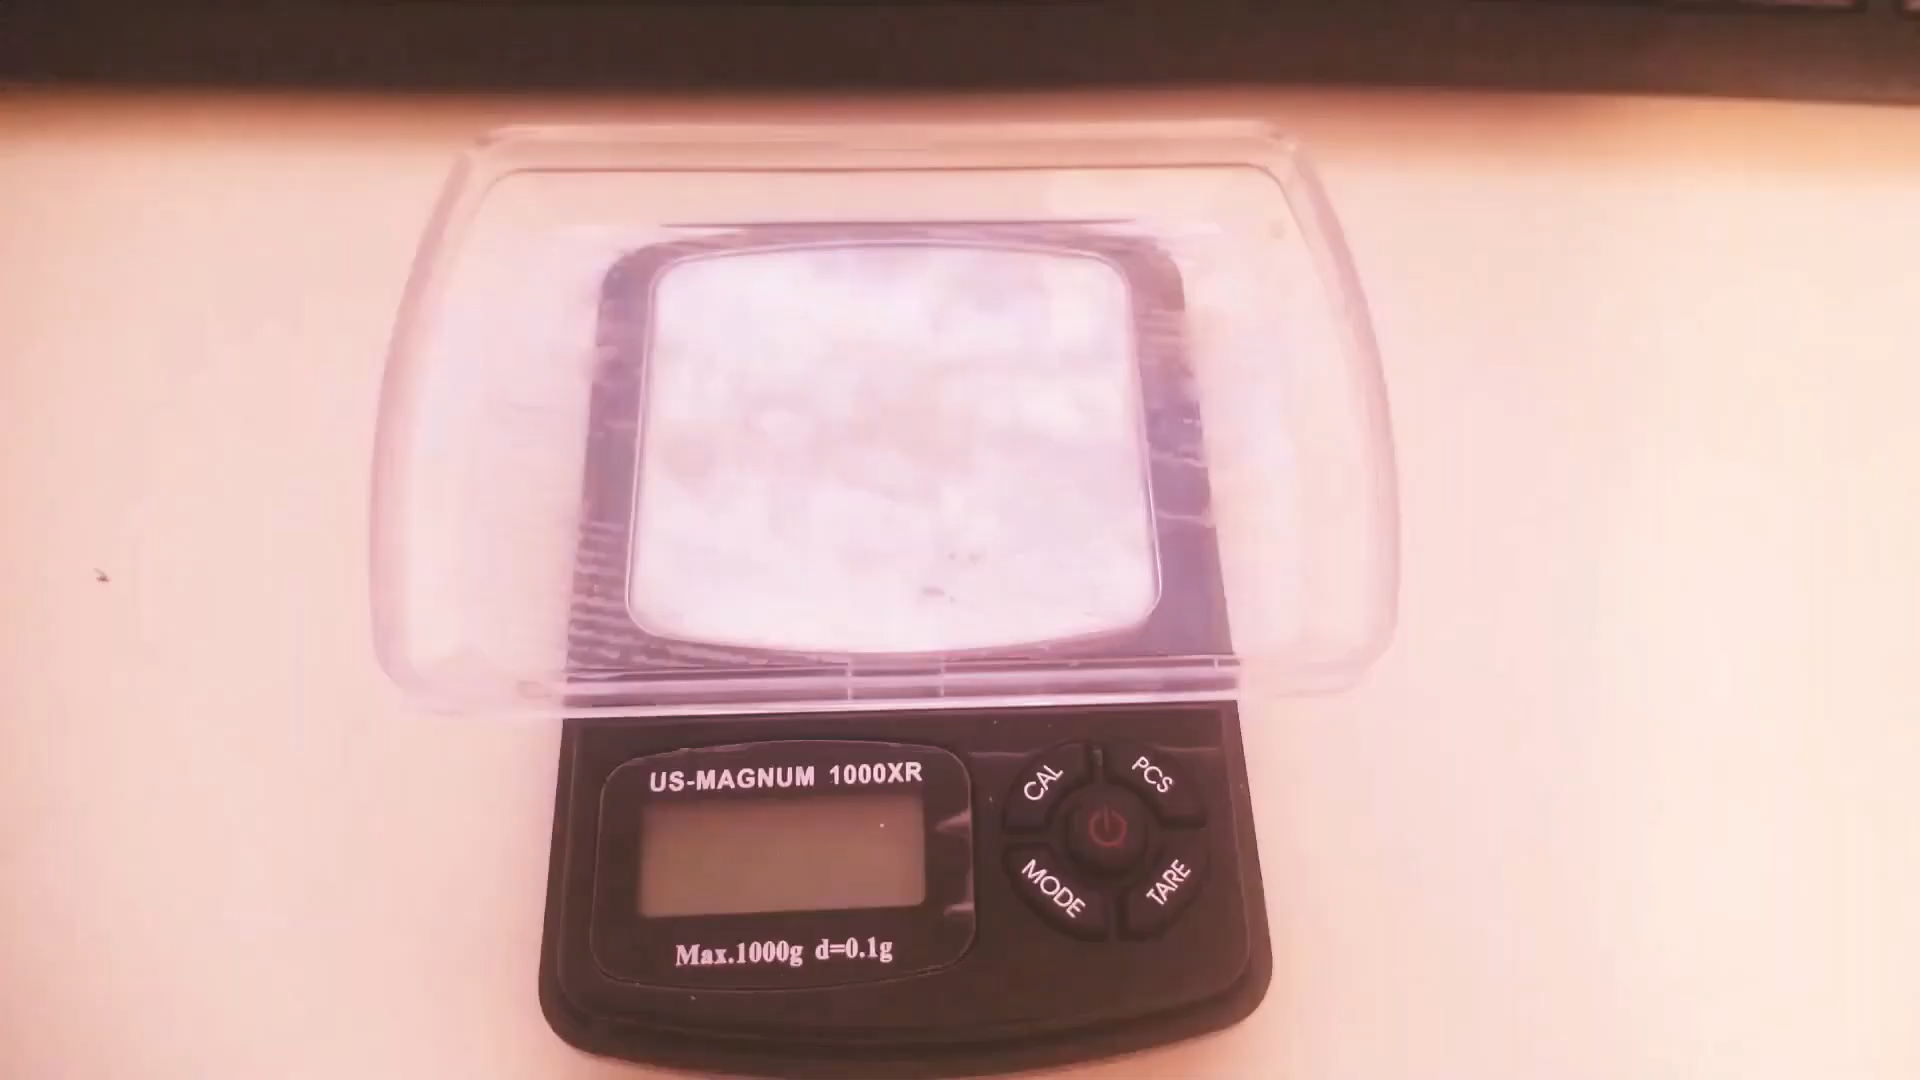 US-MAGNUM 1000XR
CAL
PCS
MODE
TARE
Max.1000g d=0.1g